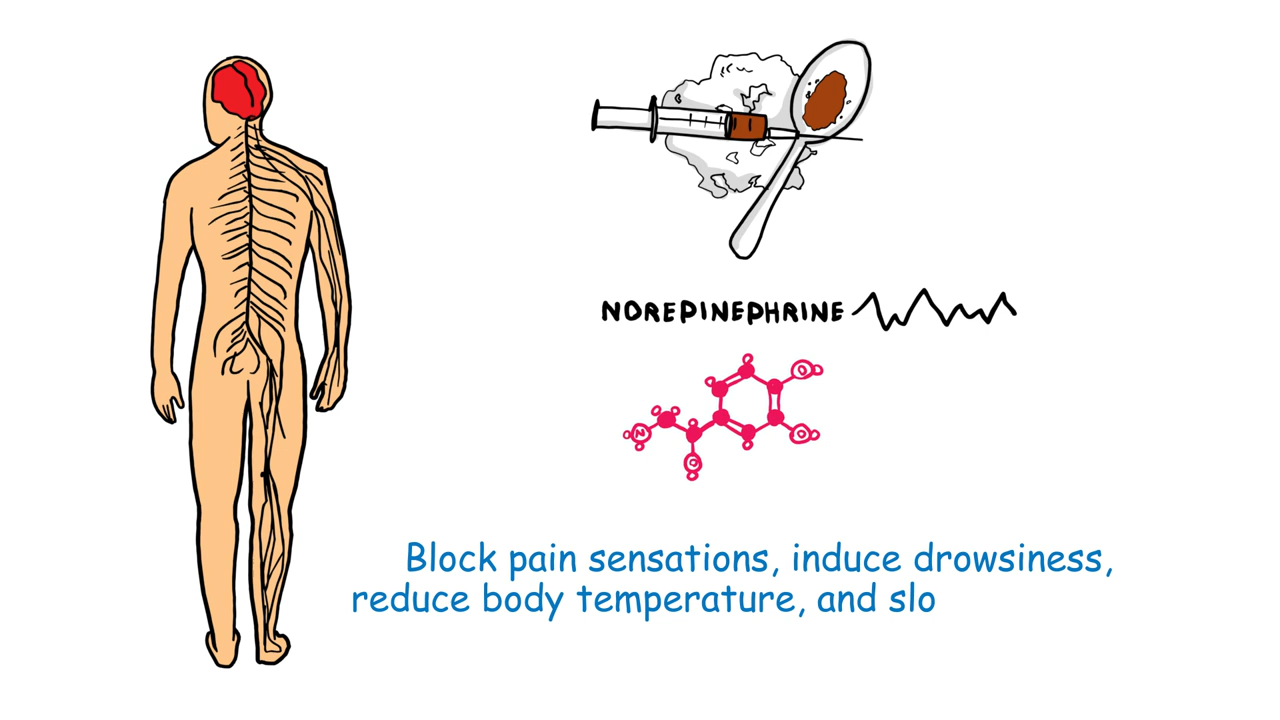 NOREPINEPHRINE
Block pain sensations, induce drowsiness,
reduce body temperature, and slo
N
O
O
O